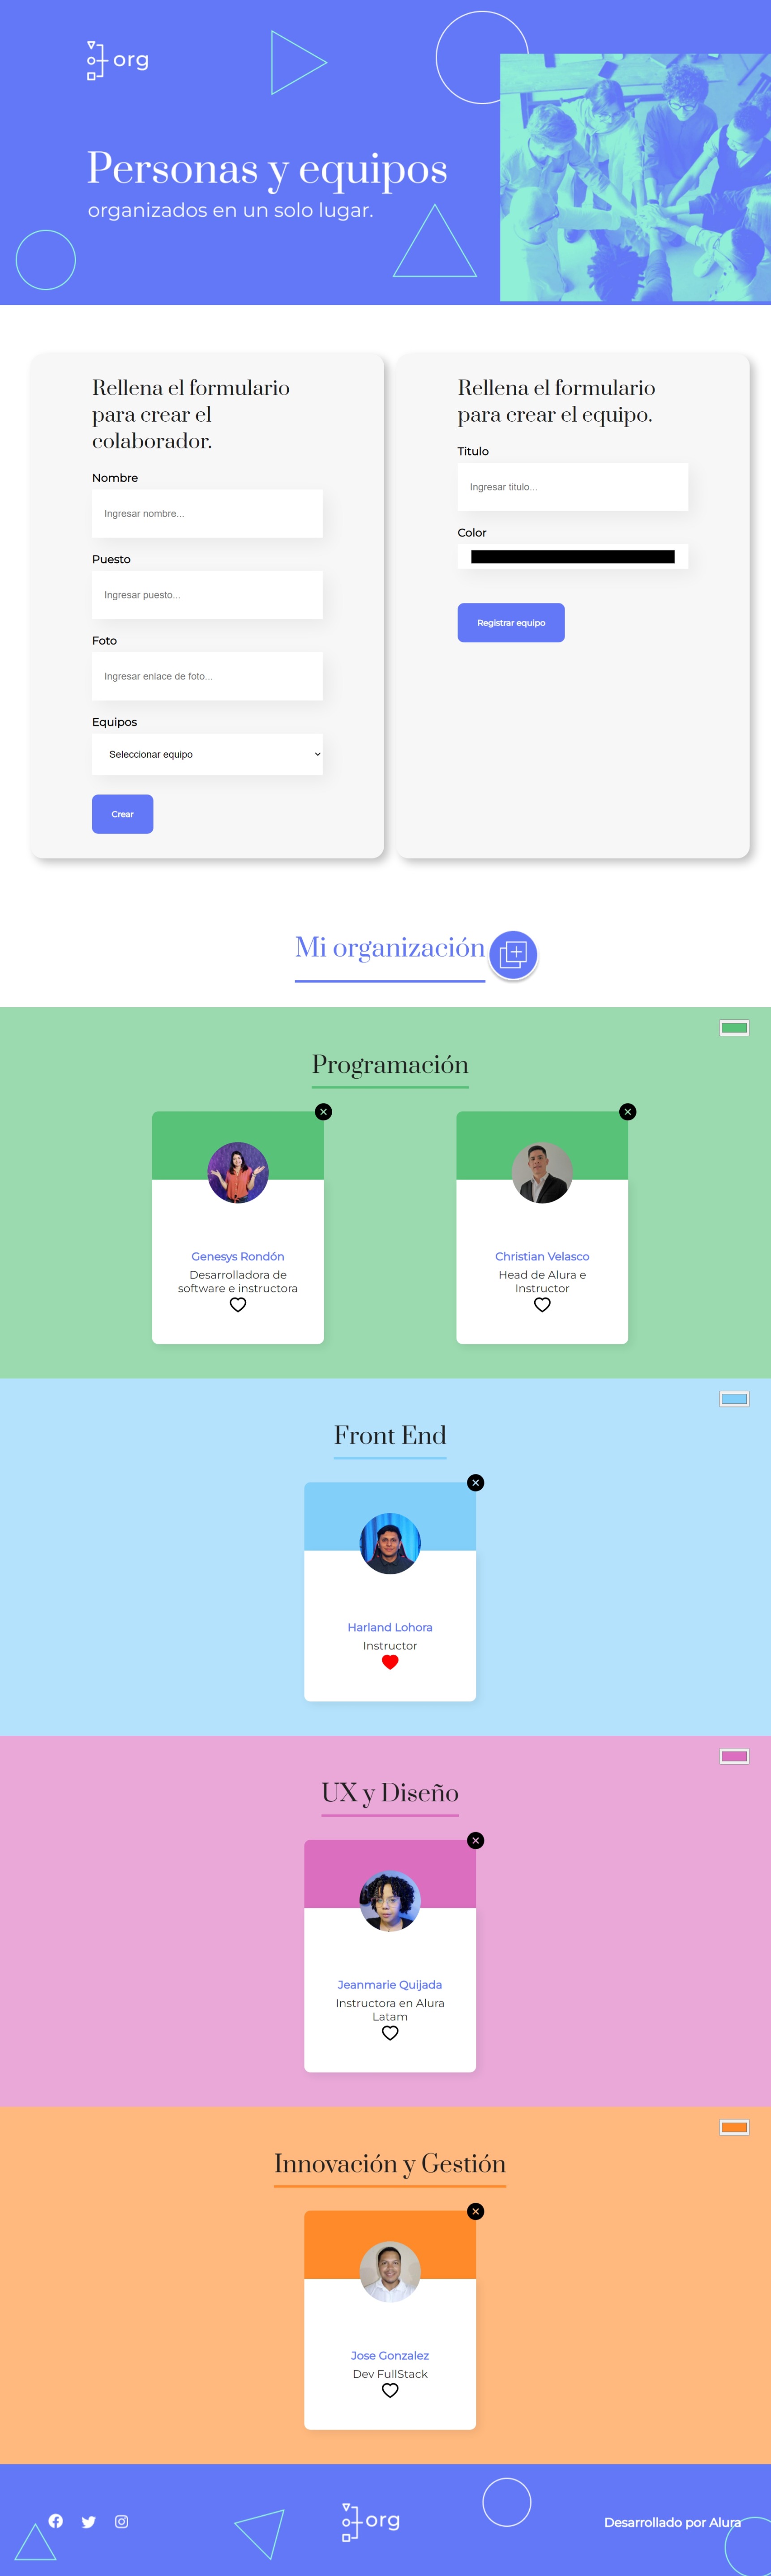 org
Personas y equipos
organizados en un solo lugar.
Rellena el formulario
para crear el
colaborador.
Nombre
Ingresar nombre...
Puesto
Ingresar puesto...
Foto
Ingresar enlace de foto...
Equipos
Seleccionar equipo
Crear
Rellena el formulario
para crear el equipo.
Titulo
Ingresar titulo...
Color
Registrar equipo
Mi organización
Programación
Genesys Rondón
Desarrolladora de
software e instructora
Christian Velasco
Head de Alura e
Instructor
Front End
Harland Lohora
Instructor
UX y Diseño
Jeanmarie Quijada
Instructora en Alura
Latam
Innovación y Gestión
Jose Gonzalez
Dev FullStack
org
Desarrollado por Alura